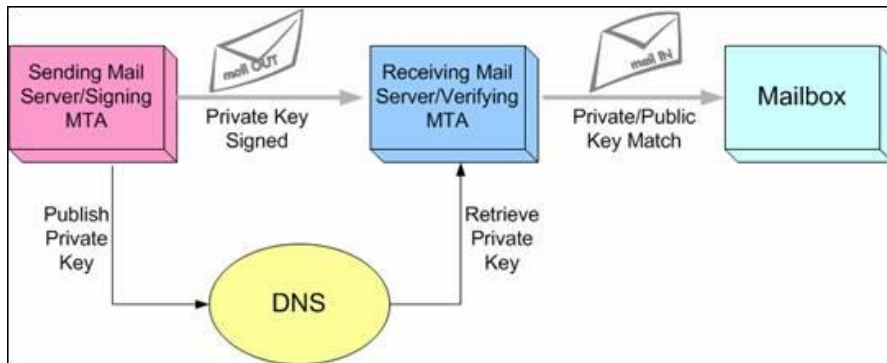 Sending Mail
Server/Signing
MTA
mail OUT
Private Key
Signed
Receiving Mail
Server/Verifying
MTA
mail IN
Private/Public
Key Match
Mailbox
Publish
Private
Key
DNS
Retrieve
Private
Key